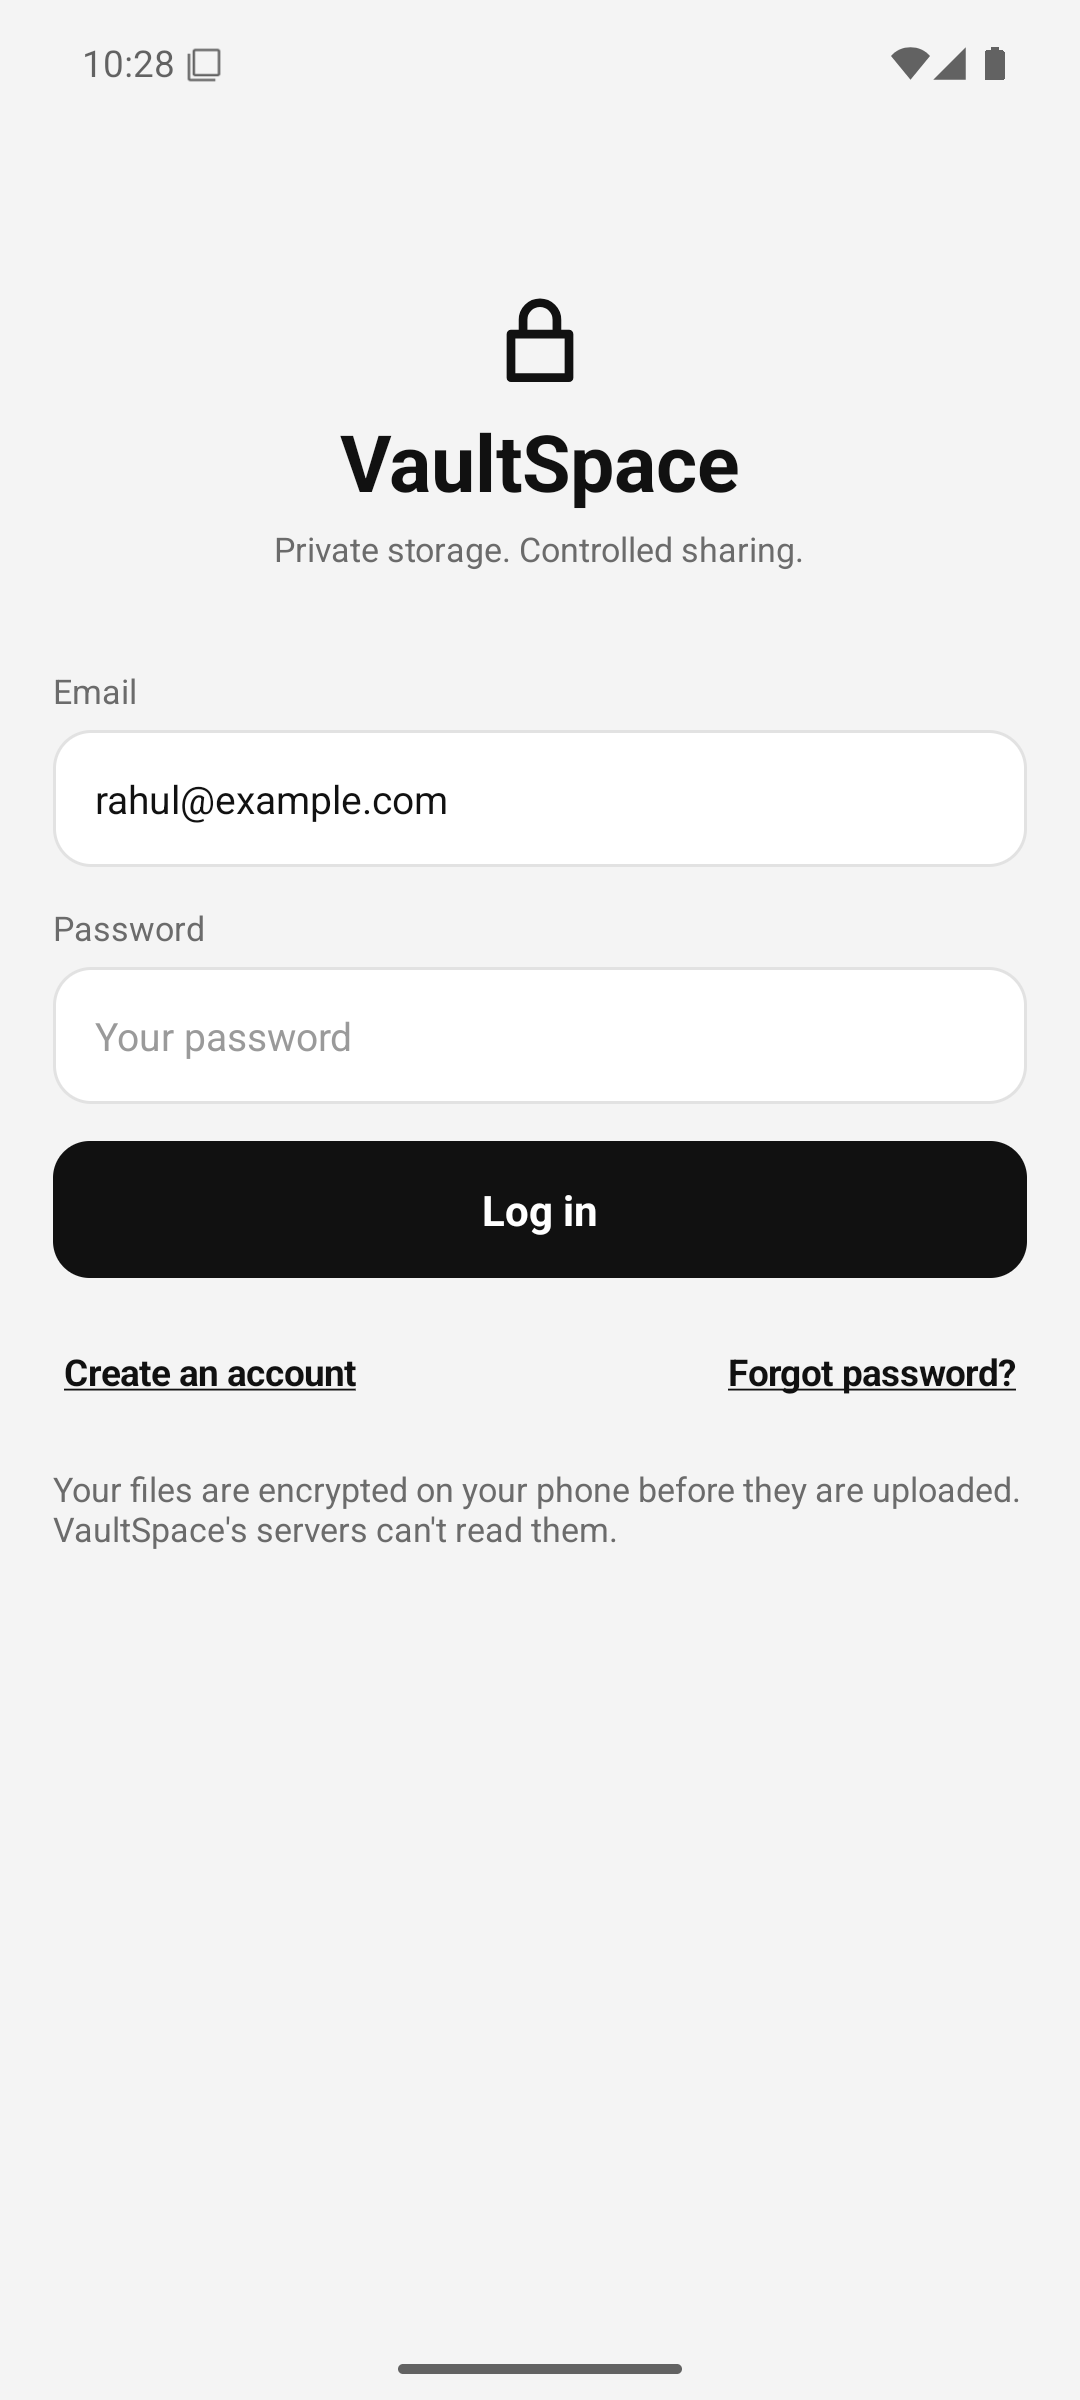 10:28
VaultSpace
Private storage. Controlled sharing.
Email
rahul@example.com
Password
Your password
Log in
Create an account
Forgot password?
Your files are encrypted on your phone before they are uploaded.
VaultSpace's servers can't read them.